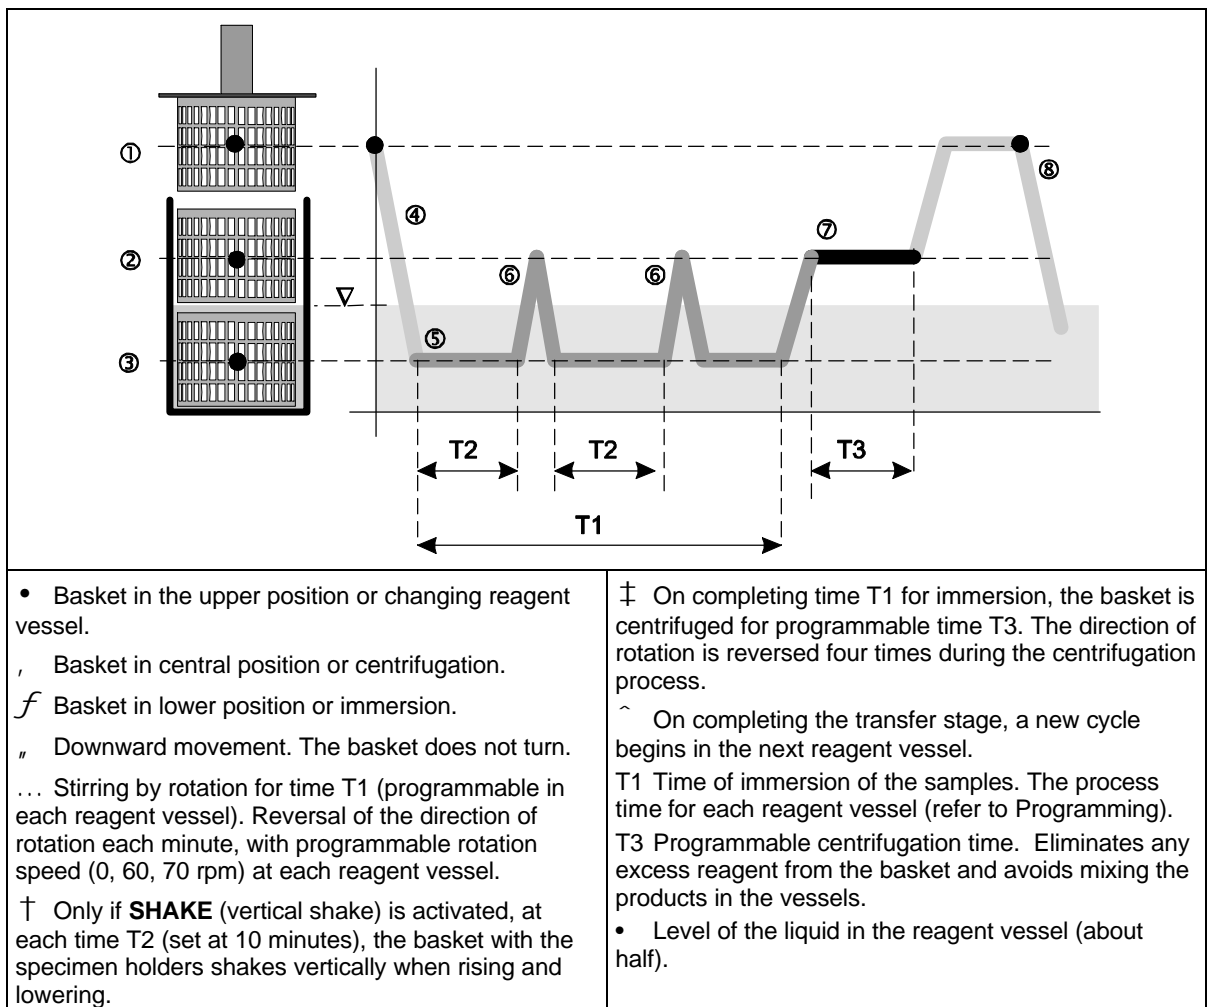 ①
④
⑧
②
⑦
⑥
⑥
∇
③
⑤
T2
T2
T3
T1
• Basket in the upper position or changing reagent
vessel.
‚ Basket in central position or centrifugation.
ƒ Basket in lower position or immersion.
„ Downward movement. The basket does not turn.
… Stirring by rotation for time T1 (programmable in
each reagent vessel). Reversal of the direction of
rotation each minute, with programmable rotation
speed (0, 60, 70 rpm) at each reagent vessel.
† Only if SHAKE (vertical shake) is activated, at
each time T2 (set at 10 minutes), the basket with the
specimen holders shakes vertically when rising and
lowering.
‡ On completing time T1 for immersion, the basket is
centrifuged for programmable time T3. The direction of
rotation is reversed four times during the centrifugation
process.
ˆ On completing the transfer stage, a new cycle
begins in the next reagent vessel.
T1 Time of immersion of the samples. The process
time for each reagent vessel (refer to Programming).
T3 Programmable centrifugation time. Eliminates any
excess reagent from the basket and avoids mixing the
products in the vessels.
• Level of the liquid in the reagent vessel (about
half).